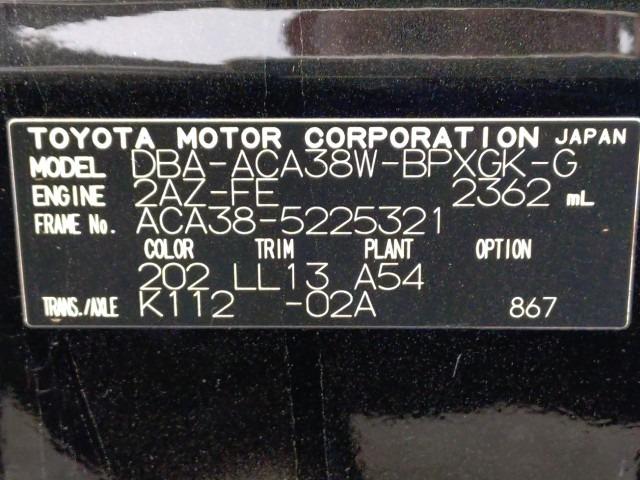 TOYOTA MOTOR CORPORATION JAPAN
MODEL DBA-ACA38W-BPXGK-G
ENGINE 2AZ-FE 2362 mL
FRAME No. ACA38-5225321
COLOR TRIM PLANT OPTION
202 LL13 A54
TRANS./AXLE K112 -02A 867